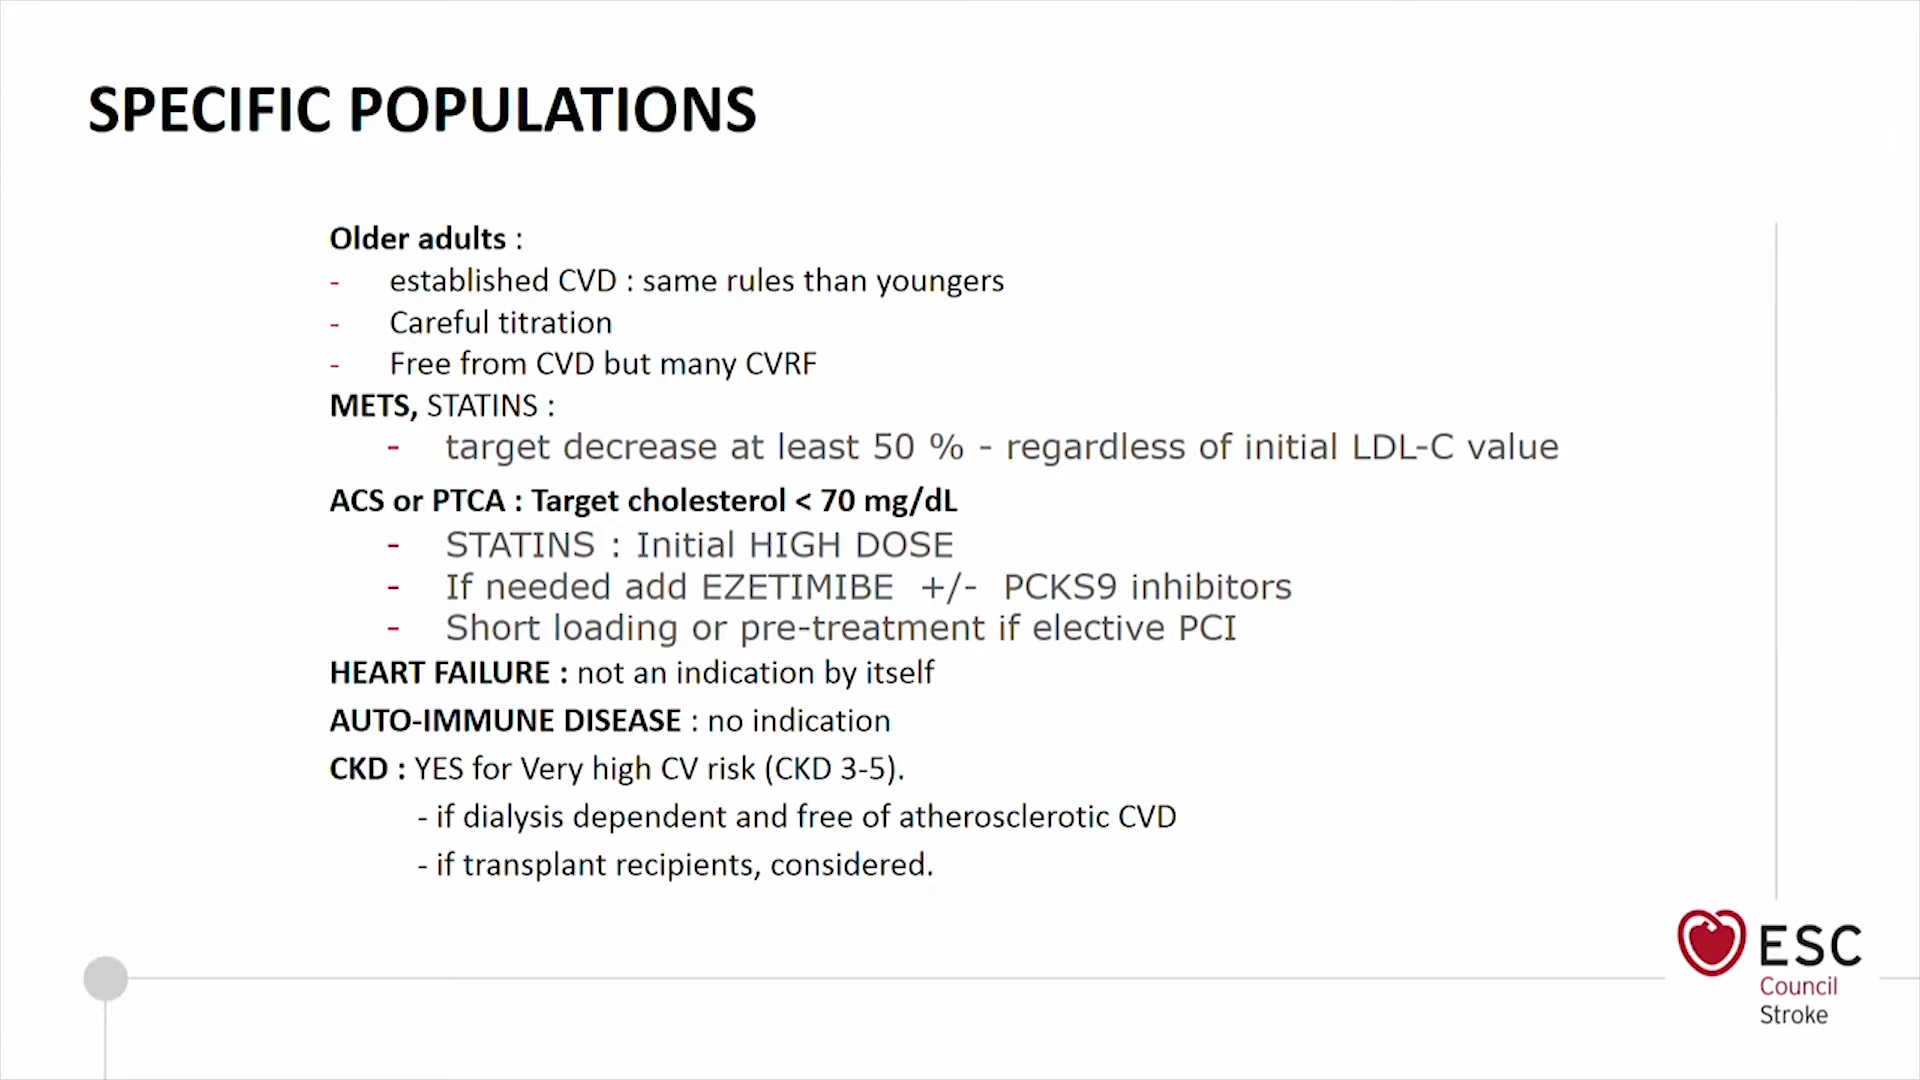 SPECIFIC POPULATIONS
Older adults :
- established CVD : same rules than youngers
- Careful titration
- Free from CVD but many CVRF
METS, STATINS :
- target decrease at least 50 % - regardless of initial LDL-C value
ACS or PTCA : Target cholesterol < 70 mg/dL
- STATINS : Initial HIGH DOSE
- If needed add EZETIMIBE +/- PCKS9 inhibitors
- Short loading or pre-treatment if elective PCI
HEART FAILURE : not an indication by itself
AUTO-IMMUNE DISEASE : no indication
CKD : YES for Very high CV risk (CKD 3-5).
- if dialysis dependent and free of atherosclerotic CVD
- if transplant recipients, considered.
ESC
Council
Stroke